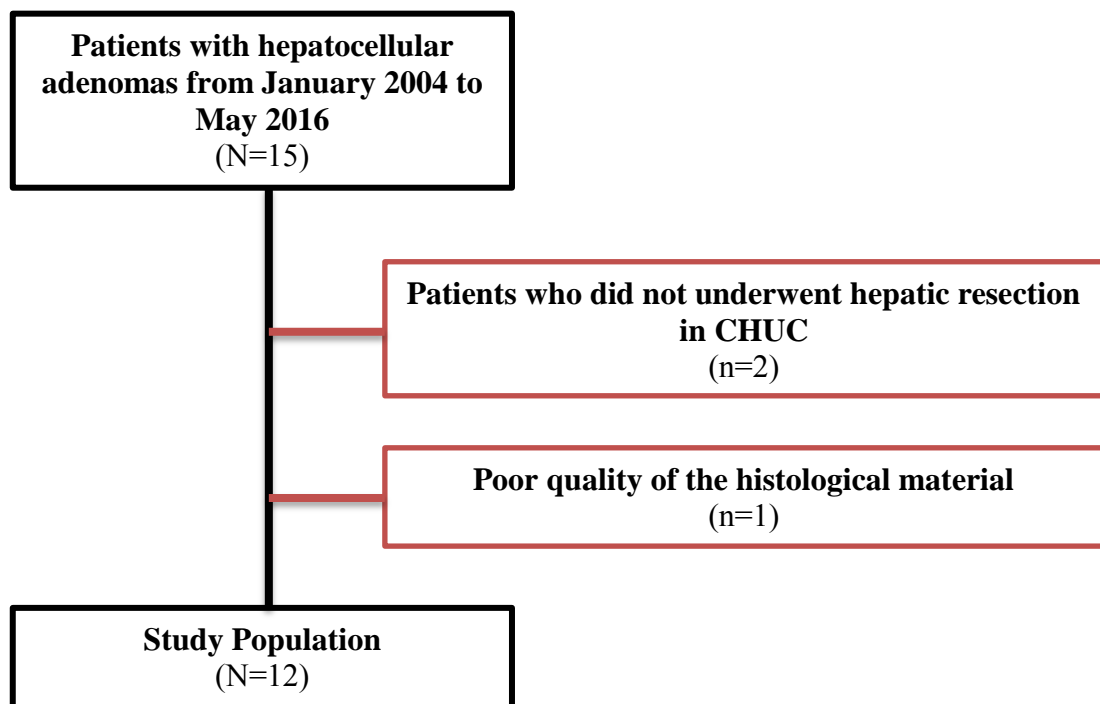 Patients with hepatocellular
adenomas from January 2004 to
May 2016
(N=15)
Patients who did not underwent hepatic resection
in CHUC
(n=2)
Poor quality of the histological material
(n=1)
Study Population
(N=12)